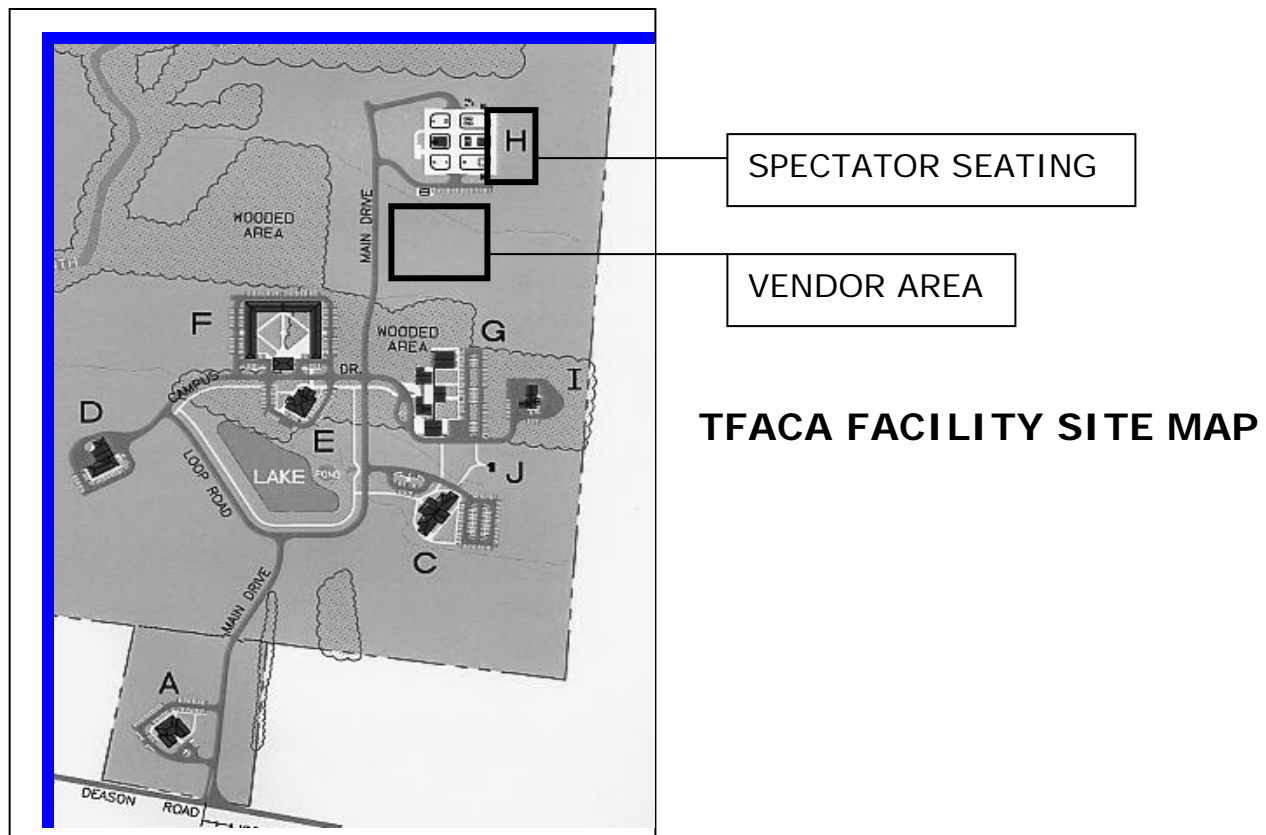 H
SPECTATOR SEATING
WOODED
AREA
MAIN DRIVE
VENDOR AREA
F
WOODED
AREA
G
I
CAMPUS
DR.
D
E
TFACA FACILITY SITE MAP
LAKE
POND
J
LOOP ROAD
C
MAIN DRIVE
A
DEASON ROAD